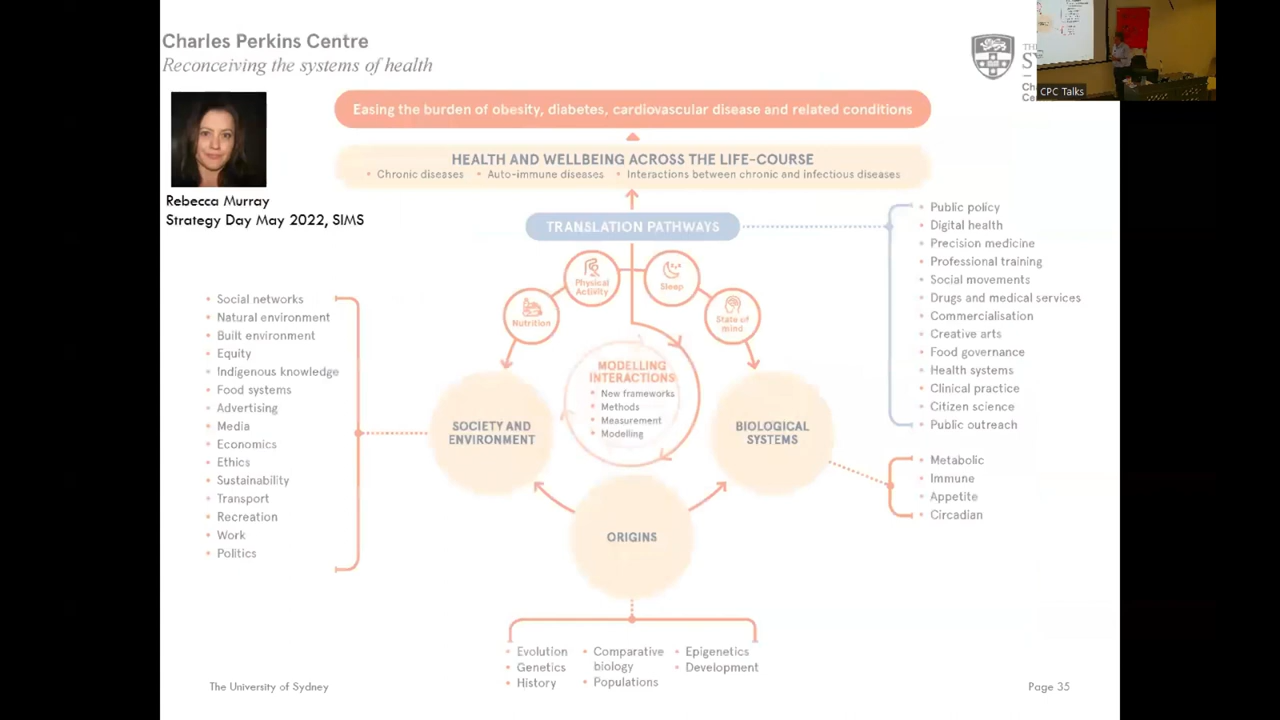 Charles Perkins Centre
Reconceiving the systems of health
CPC Talks
Easing the burden of obesity, diabetes, cardiovascular disease and related conditions
HEALTH AND WELLBEING ACROSS THE LIFE-COURSE
• Chronic diseases • Auto-immune diseases • Interactions between chronic and infectious diseases
Rebecca Murray
Strategy Day May 2022, SIMS
TRANSLATION PATHWAYS
• Public policy
• Digital health
• Precision medicine
• Professional training
• Social movements
• Drugs and medical services
• Commercialisation
• Creative arts
• Food governance
• Health systems
• Clinical practice
• Citizen science
• Public outreach
Nutrition
Physical
Activity
Sleep
State of
mind
• Social networks
• Natural environment
• Built environment
• Equity
• Indigenous knowledge
• Food systems
• Advertising
• Media
• Economics
• Ethics
• Sustainability
• Transport
• Recreation
• Work
• Politics
SOCIETY AND
ENVIRONMENT
MODELLING
INTERACTIONS
• New frameworks
• Methods
• Measurement
• Modelling
BIOLOGICAL
SYSTEMS
• Metabolic
• Immune
• Appetite
• Circadian
ORIGINS
• Evolution
• Genetics
• History
• Comparative
biology
• Populations
• Epigenetics
• Development
The University of Sydney
Page 35